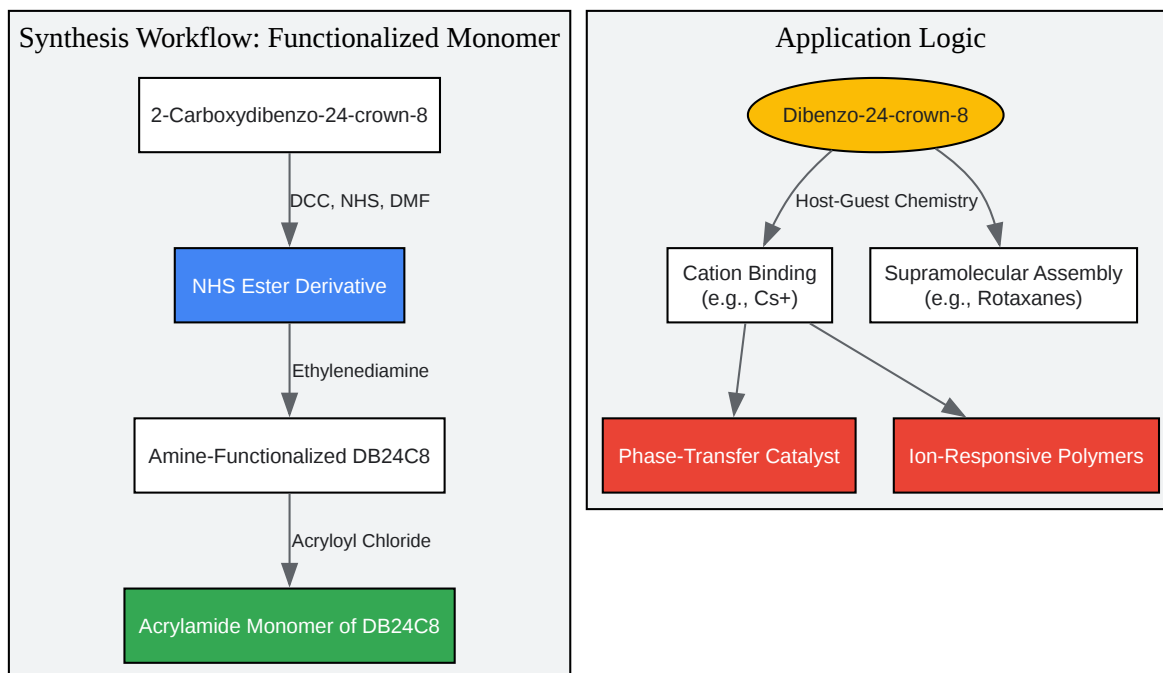 Synthesis Workflow: Functionalized Monomer
2-Carboxydibenzo-24-crown-8
DCC, NHS, DMF
NHS Ester Derivative
Ethylenediamine
Amine-Functionalized DB24C8
Acryloyl Chloride
Acrylamide Monomer of DB24C8
Application Logic
Dibenzo-24-crown-8
Host-Guest Chemistry
Cation Binding
(e.g., Cs+)
Supramolecular Assembly
(e.g., Rotaxanes)
Phase-Transfer Catalyst
Ion-Responsive Polymers